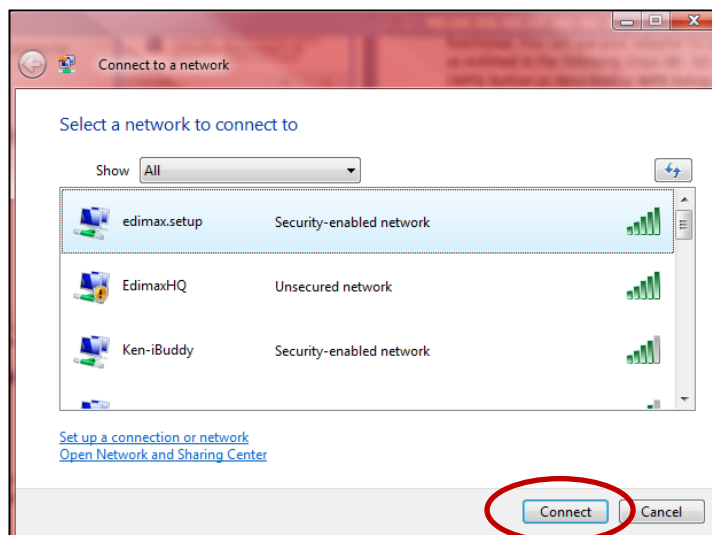 Connect to a network
Select a network to connect to
Show All
edimax.setup Security-enabled network
EdimaxHQ Unsecured network
Ken-iBuddy Security-enabled network
Set up a connection or network
Open Network and Sharing Center
Connect Cancel